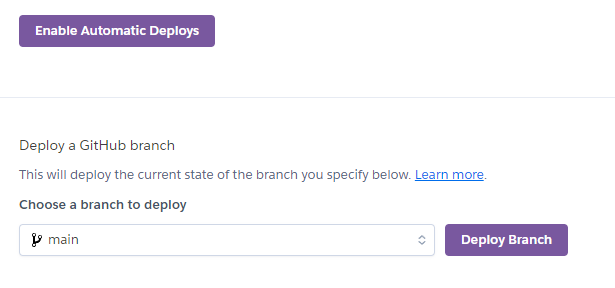 Enable Automatic Deploys
Deploy a GitHub branch
This will deploy the current state of the branch you specify below. Learn more.
Choose a branch to deploy
main
Deploy Branch